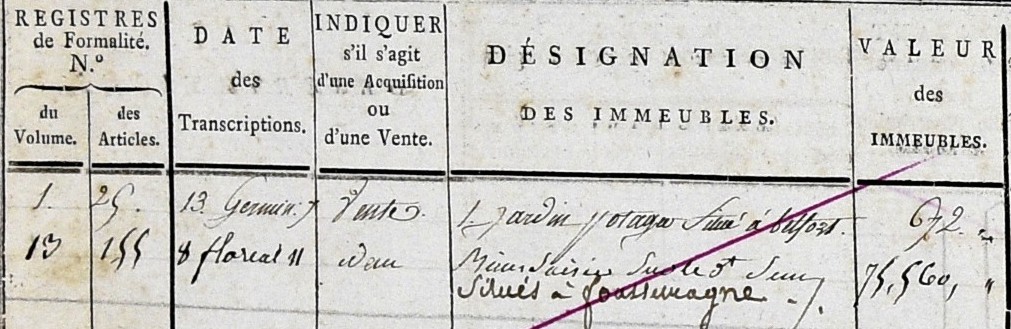 REGISTRES
de Formalité.
N.º
du
Volume.
des
Articles.
DATE
des
Transcriptions.
INDIQUER
s'il s'agit
d'une Acquisition
ou
d'une Vente.
DÉSIGNATION
DES IMMEUBLES.
VALEUR
des
IMMEUBLES.
1. 25. 13. Germin. 7 Vente. 1 Jardin potager situé à belfort. 672. "
13 155 8 floreal 11 75,560, "
situés à foussemagne